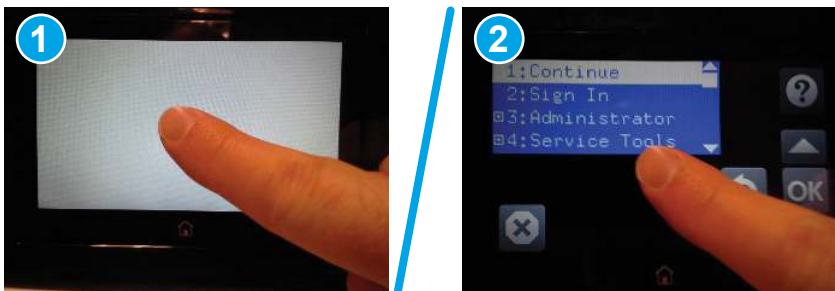 1
2
1:Continue
2:Sign In
+3:Administrator
+4:Service Tools
?
OK